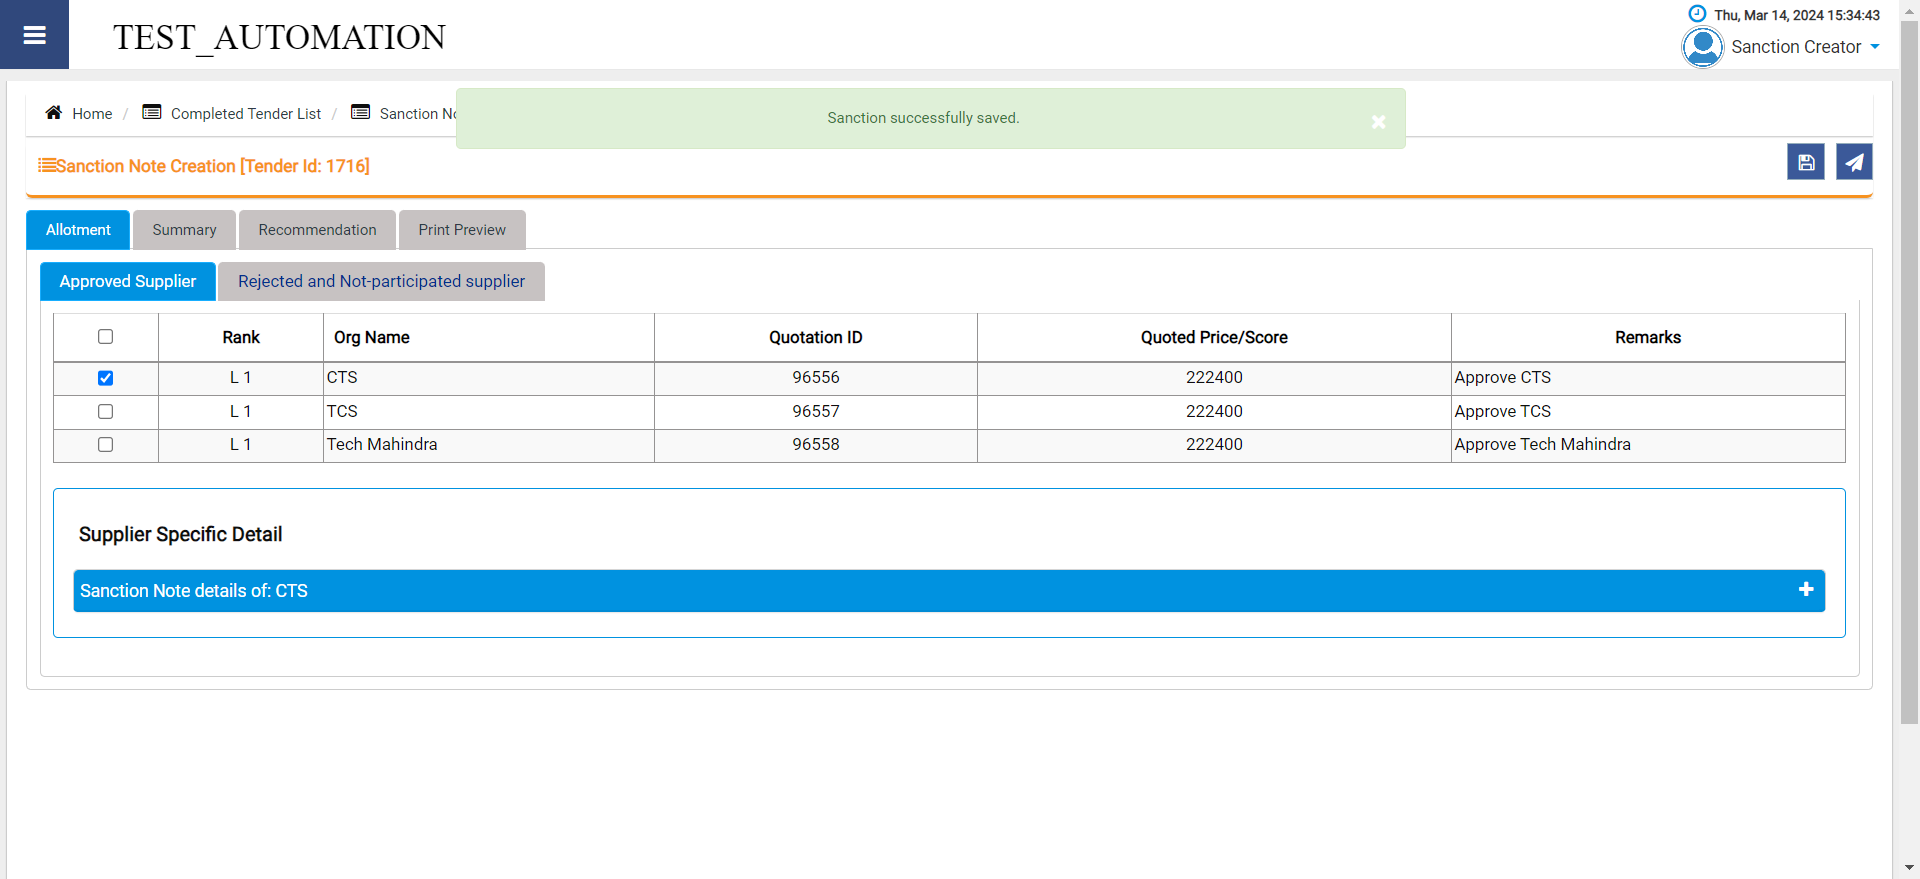 TEST_AUTOMATION
Thu, Mar 14, 2024 15:34:43
Sanction Creator
Home / Completed Tender List / Sanction
Sanction successfully saved.
Sanction Note Creation [Tender Id: 1716]
Allotment Summary Recommendation Print Preview
Approved Supplier Rejected and Not-participated supplier
Rank Org Name Quotation ID Quoted Price/Score Remarks
L 1 CTS 96556 222400 Approve CTS
L 1 TCS 96557 222400 Approve TCS
L 1 Tech Mahindra 96558 222400 Approve Tech Mahindra
Supplier Specific Detail
Sanction Note details of: CTS